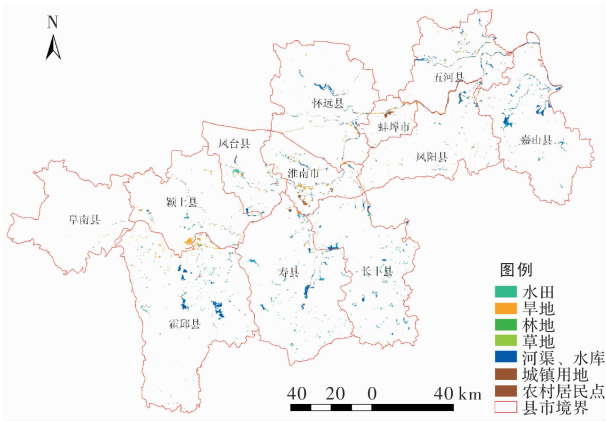 N
五河县
怀远县
蚌埠市
嘉山县
凤台县
凤阳县
淮南市
颍上县
阜南县
寿县
长丰县
霍邱县
图例
水田
旱地
林地
草地
河渠、水库
城镇用地
农村居民点
县市境界
40 20 0 40 km